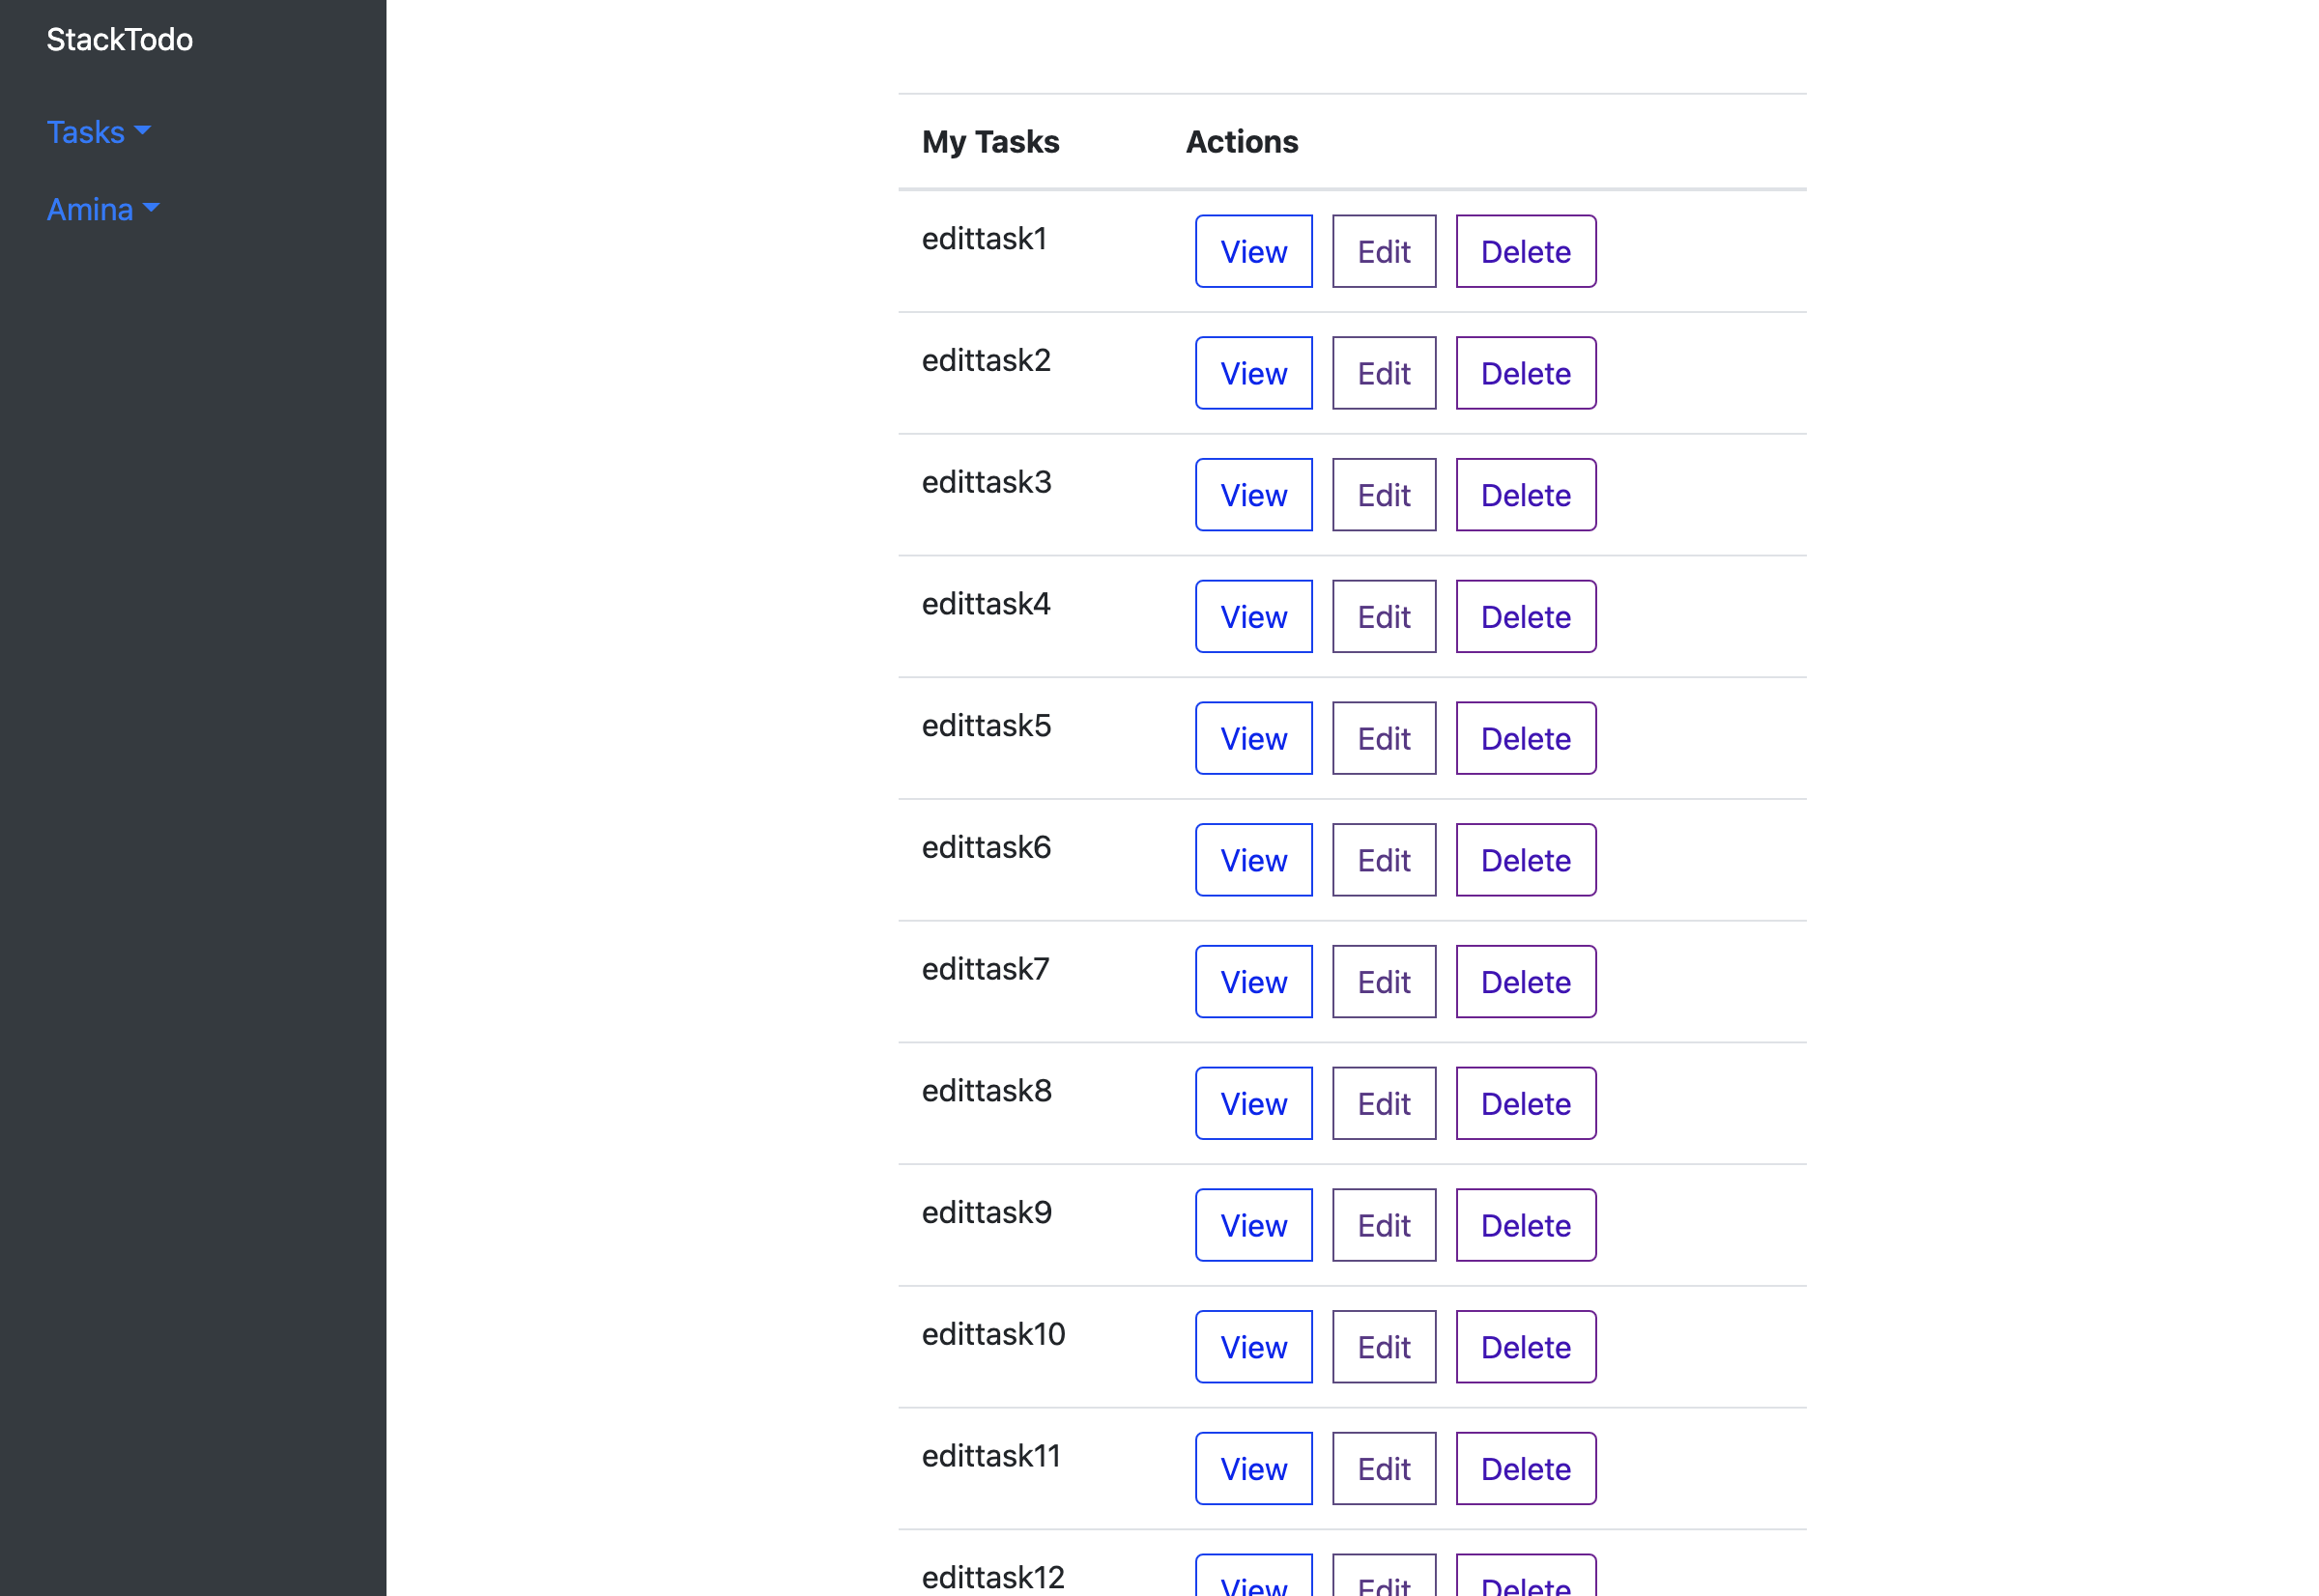 StackTodo
Tasks
Amina
My Tasks Actions
edittask1 View Edit Delete
edittask2 View Edit Delete
edittask3 View Edit Delete
edittask4 View Edit Delete
edittask5 View Edit Delete
edittask6 View Edit Delete
edittask7 View Edit Delete
edittask8 View Edit Delete
edittask9 View Edit Delete
edittask10 View Edit Delete
edittask11 View Edit Delete
edittask12 View Edit Delete